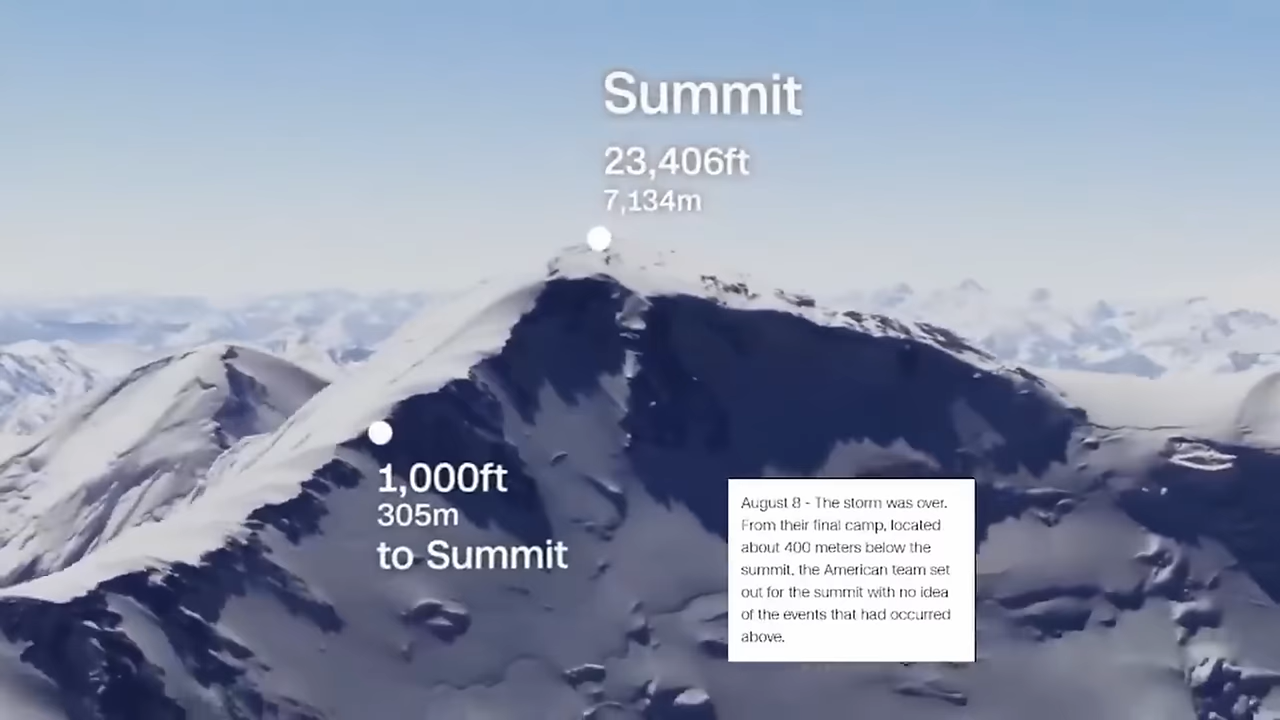 Summit
23,406ft
7,134m
1,000ft
305m
to Summit
August 8 - The storm was over.
From their final camp, located
about 400 meters below the
summit, the American team set
out for the summit with no idea
of the events that had occurred
above.